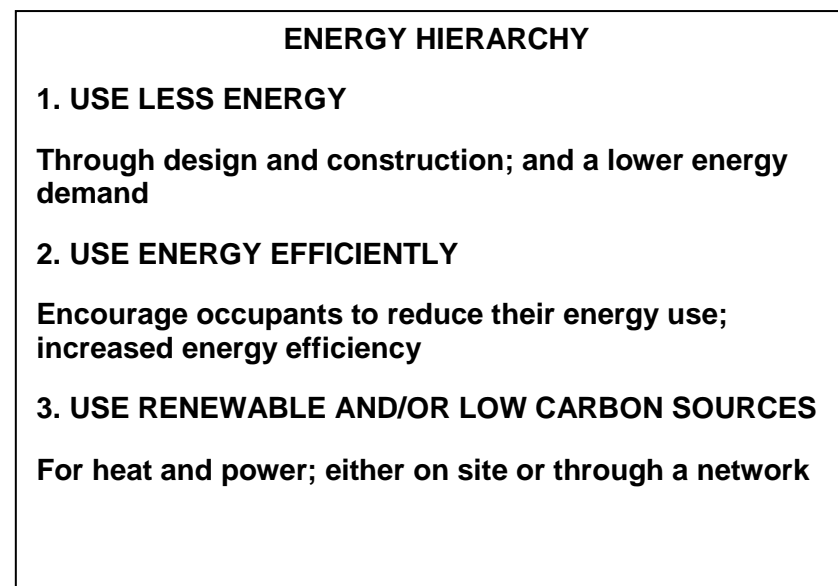 ENERGY HIERARCHY
1. USE LESS ENERGY
Through design and construction; and a lower energy
demand
2. USE ENERGY EFFICIENTLY
Encourage occupants to reduce their energy use;
increased energy efficiency
3. USE RENEWABLE AND/OR LOW CARBON SOURCES
For heat and power; either on site or through a network